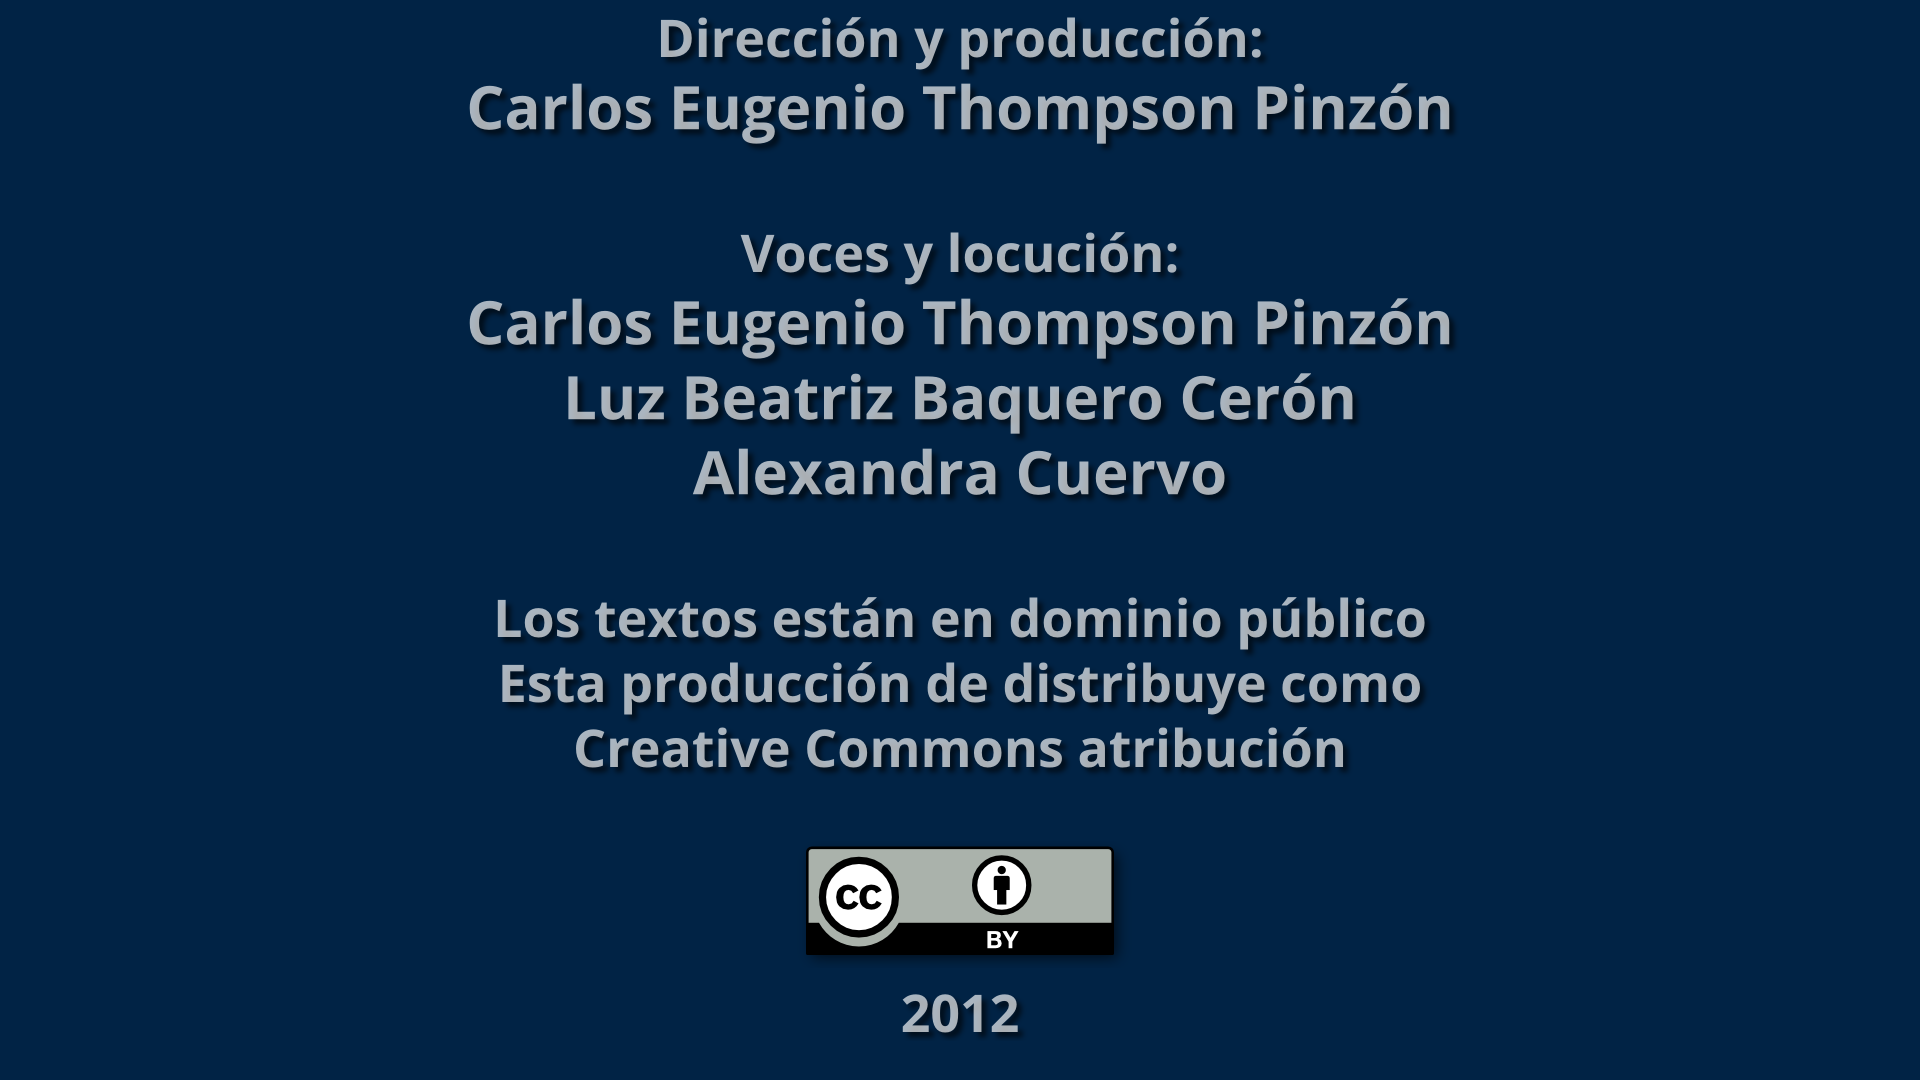 Dirección y producción:
Carlos Eugenio Thompson Pinzón
Voces y locución:
Carlos Eugenio Thompson Pinzón
Luz Beatriz Baquero Cerón
Alexandra Cuervo
Los textos están en dominio público
Esta producción de distribuye como
Creative Commons atribución
cc
BY
2012